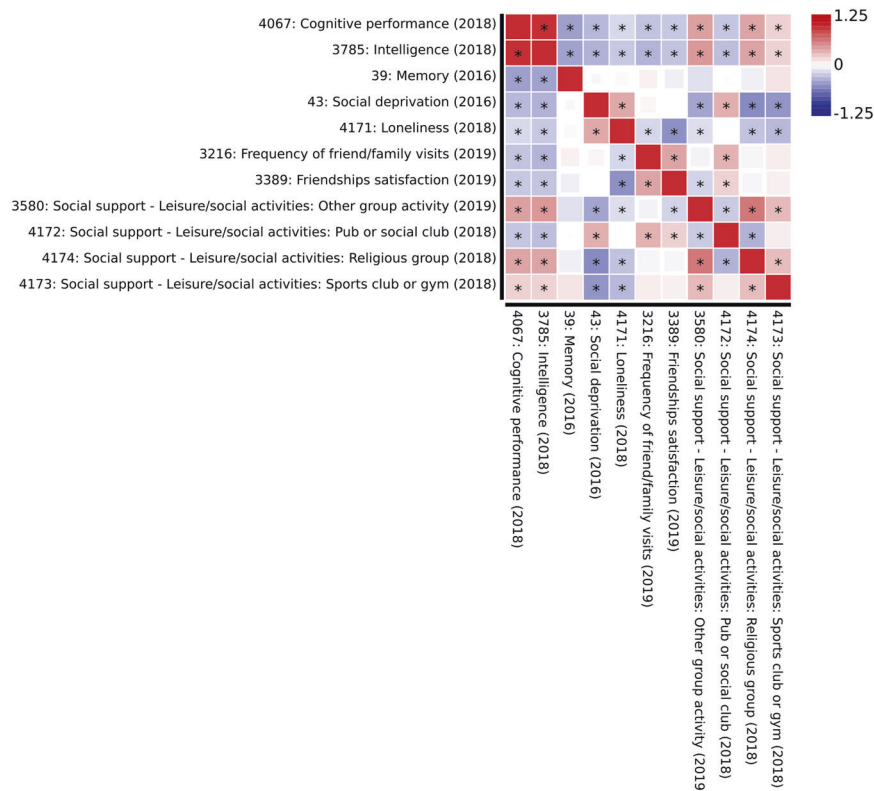 4067: Cognitive performance (2018)
3785: Intelligence (2018)
39: Memory (2016)
43: Social deprivation (2016)
4171: Loneliness (2018)
3216: Frequency of friend/family visits (2019)
3389: Friendships satisfaction (2019)
3580: Social support - Leisure/social activities: Other group activity (2019)
4172: Social support - Leisure/social activities: Pub or social club (2018)
4174: Social support - Leisure/social activities: Religious group (2018)
4173: Social support - Leisure/social activities: Sports club or gym (2018)
* * * * * * * * * *
* * * * * * * * * *
* *
* * * * * * *
* * * * * * * * *
* * * * *
* * * * * *
* * * * * * * *
* * * * * * * *
* * * * * * *
* * * * * *
1.25
0
-1.25
4067: Cognitive performance (2018)
3785: Intelligence (2018)
39: Memory (2016)
43: Social deprivation (2016)
4171: Loneliness (2018)
3216: Frequency of friend/family visits (2019)
3389: Friendships satisfaction (2019)
3580: Social support - Leisure/social activities: Other group activity (2019
4172: Social support - Leisure/social activities: Pub or social club (2018)
4174: Social support - Leisure/social activities: Religious group (2018)
4173: Social support - Leisure/social activities: Sports club or gym (2018)